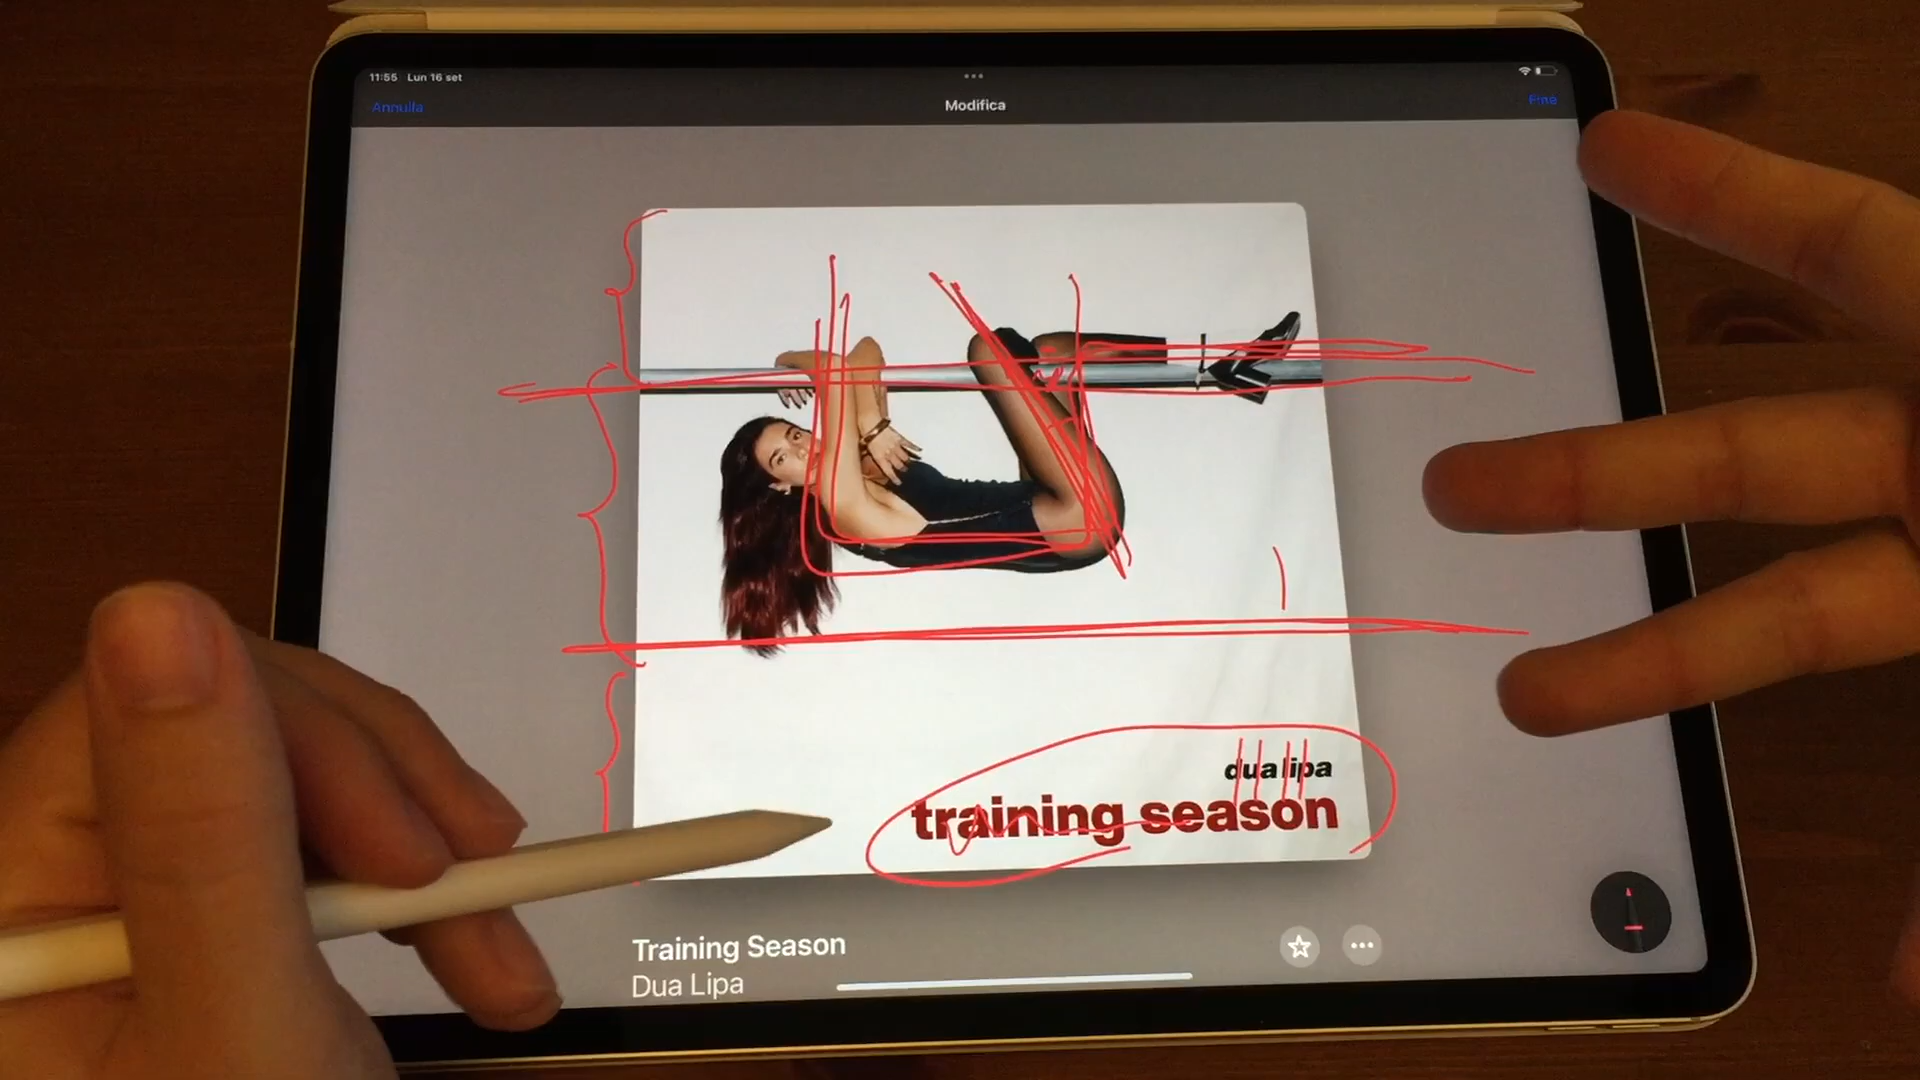 11:55 Lun 16 set
Annulla
Modifica
Fine
dua lipa
training season
Training Season
Dua Lipa